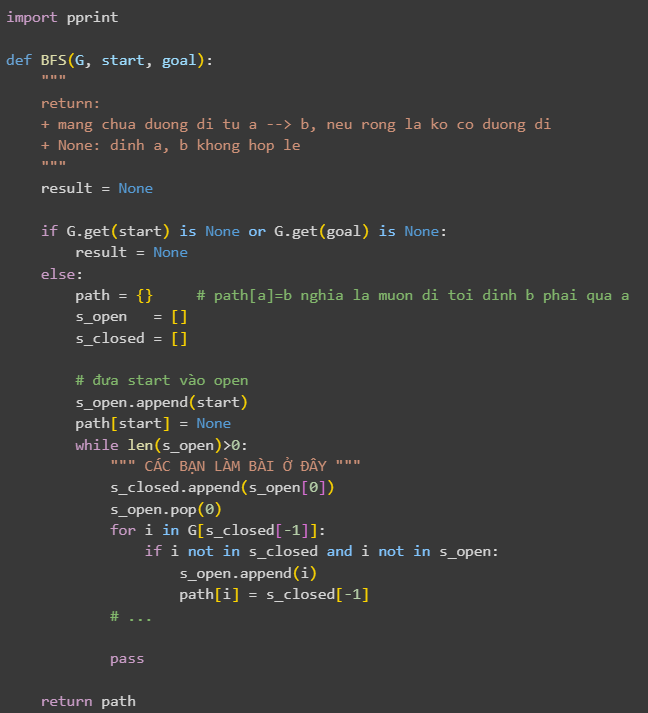 import pprint

def BFS(G, start, goal):
    """
    return:
    + mang chua duong di tu a --> b, neu rong la ko co duong di
    + None: dinh a, b khong hop le
    """
    result = None

    if G.get(start) is None or G.get(goal) is None:
        result = None
    else:
        path = {}     # path[a]=b nghia la muon di toi dinh b phai qua a
        s_open   = []
        s_closed = []

        # đưa start vào open
        s_open.append(start)
        path[start] = None
        while len(s_open)>0:
            """ CÁC BẠN LÀM BÀI Ở ĐÂY """
            s_closed.append(s_open[0])
            s_open.pop(0)
            for i in G[s_closed[-1]]:
                if i not in s_closed and i not in s_open:
                    s_open.append(i)
                    path[i] = s_closed[-1]
            # ...

            pass

    return path